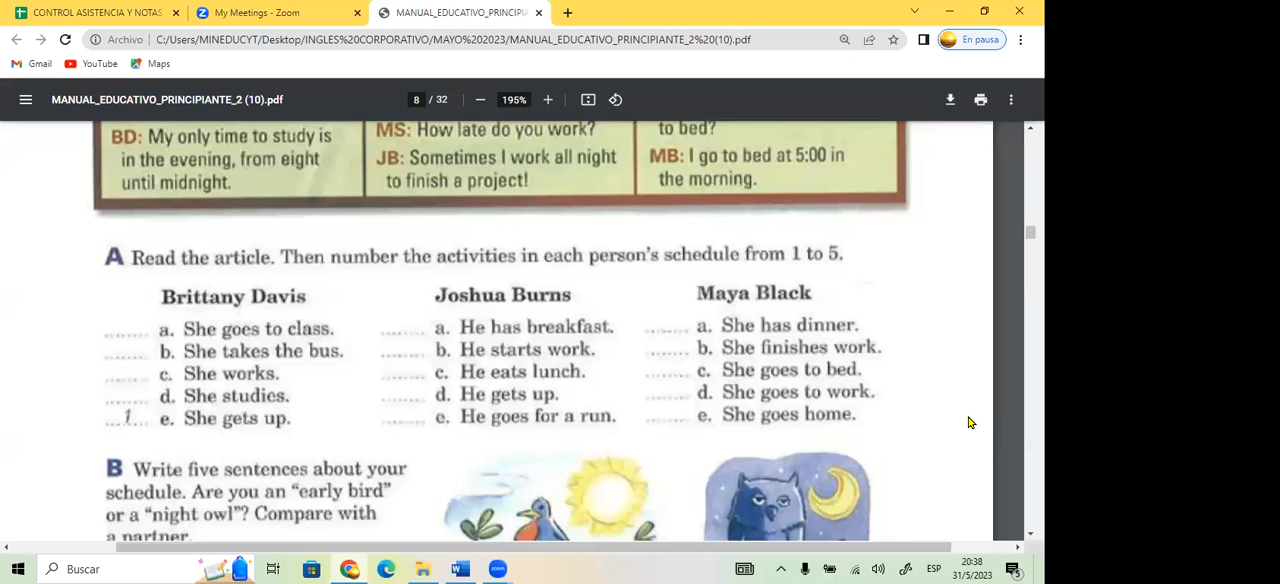 CONTROL ASISTENCIA Y NOTAS
My Meetings - Zoom
MANUAL_EDUCATIVO_PRINCIPIA
Archivo
C:/Users/MINEDUCYT/Desktop/INGLES%20CORPORATIVO/MAYO%202023/MANUAL_EDUCATIVO_PRINCIPIANTE_2%20(10).pdf
En pausa
Gmail
YouTube
Maps
MANUAL_EDUCATIVO_PRINCIPIANTE_2 (10).pdf
8 / 32
195%
BD: My only time to study is
in the evening, from eight
until midnight.
MS: How late do you work?
JB: Sometimes I work all night
to finish a project!
to bed?
MB: I go to bed at 5:00 in
the morning.
A Read the article. Then number the activities in each person's schedule from 1 to 5.
Brittany Davis
a. She goes to class.
b. She takes the bus.
c. She works.
d. She studies.
1 e. She gets up.
Joshua Burns
a. He has breakfast.
b. He starts work.
c. He eats lunch.
d. He gets up.
e. He goes for a run.
Maya Black
a. She has dinner.
b. She finishes work.
c. She goes to bed.
d. She goes to work.
e. She goes home.
B Write five sentences about your
schedule. Are you an "early bird"
or a "night owl"? Compare with
a partner.
Buscar
ESP
20:38
31/5/2023